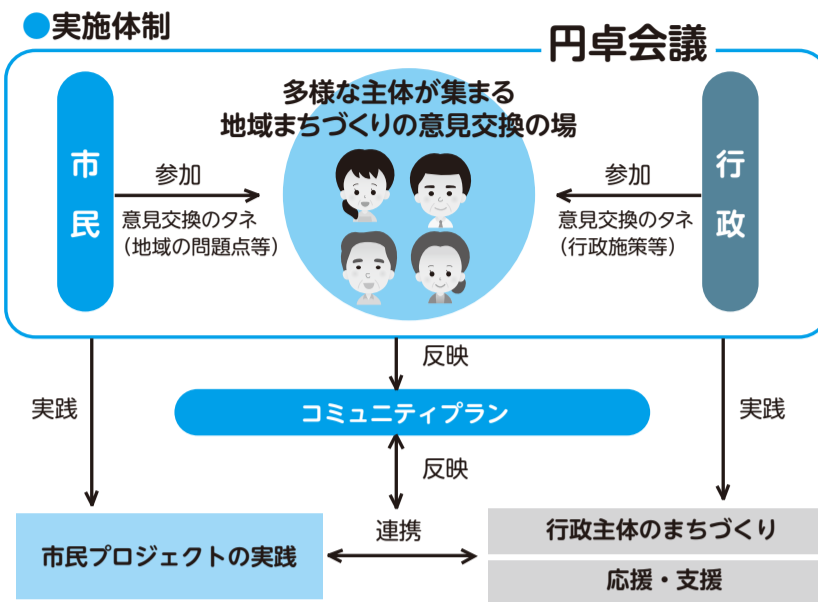 ●実施体制
円卓会議
多様な主体が集まる
地域まちづくりの意見交換の場
市民
参加
意見交換のタネ
（地域の問題点等）
参加
意見交換のタネ
（行政施策等）
行政
反映
実践
コミュニティプラン
実践
反映
市民プロジェクトの実践
連携
行政主体のまちづくり
応援・支援